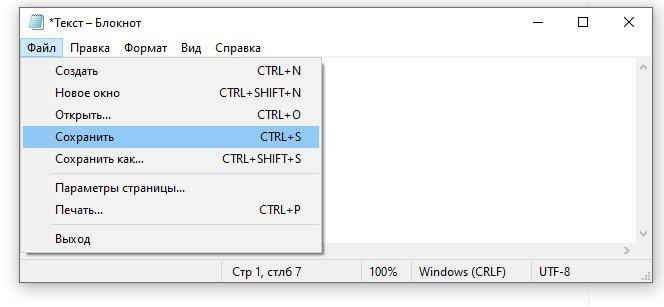 *Текст – Блокнот
Файл Правка Формат Вид Справка
Создать CTRL+N
Новое окно CTRL+SHIFT+N
Открыть... CTRL+O
Сохранить CTRL+S
Сохранить как... CTRL+SHIFT+S
Параметры страницы...
Печать... CTRL+P
Выход
Стр 1, стлб 7 100% Windows (CRLF) UTF-8